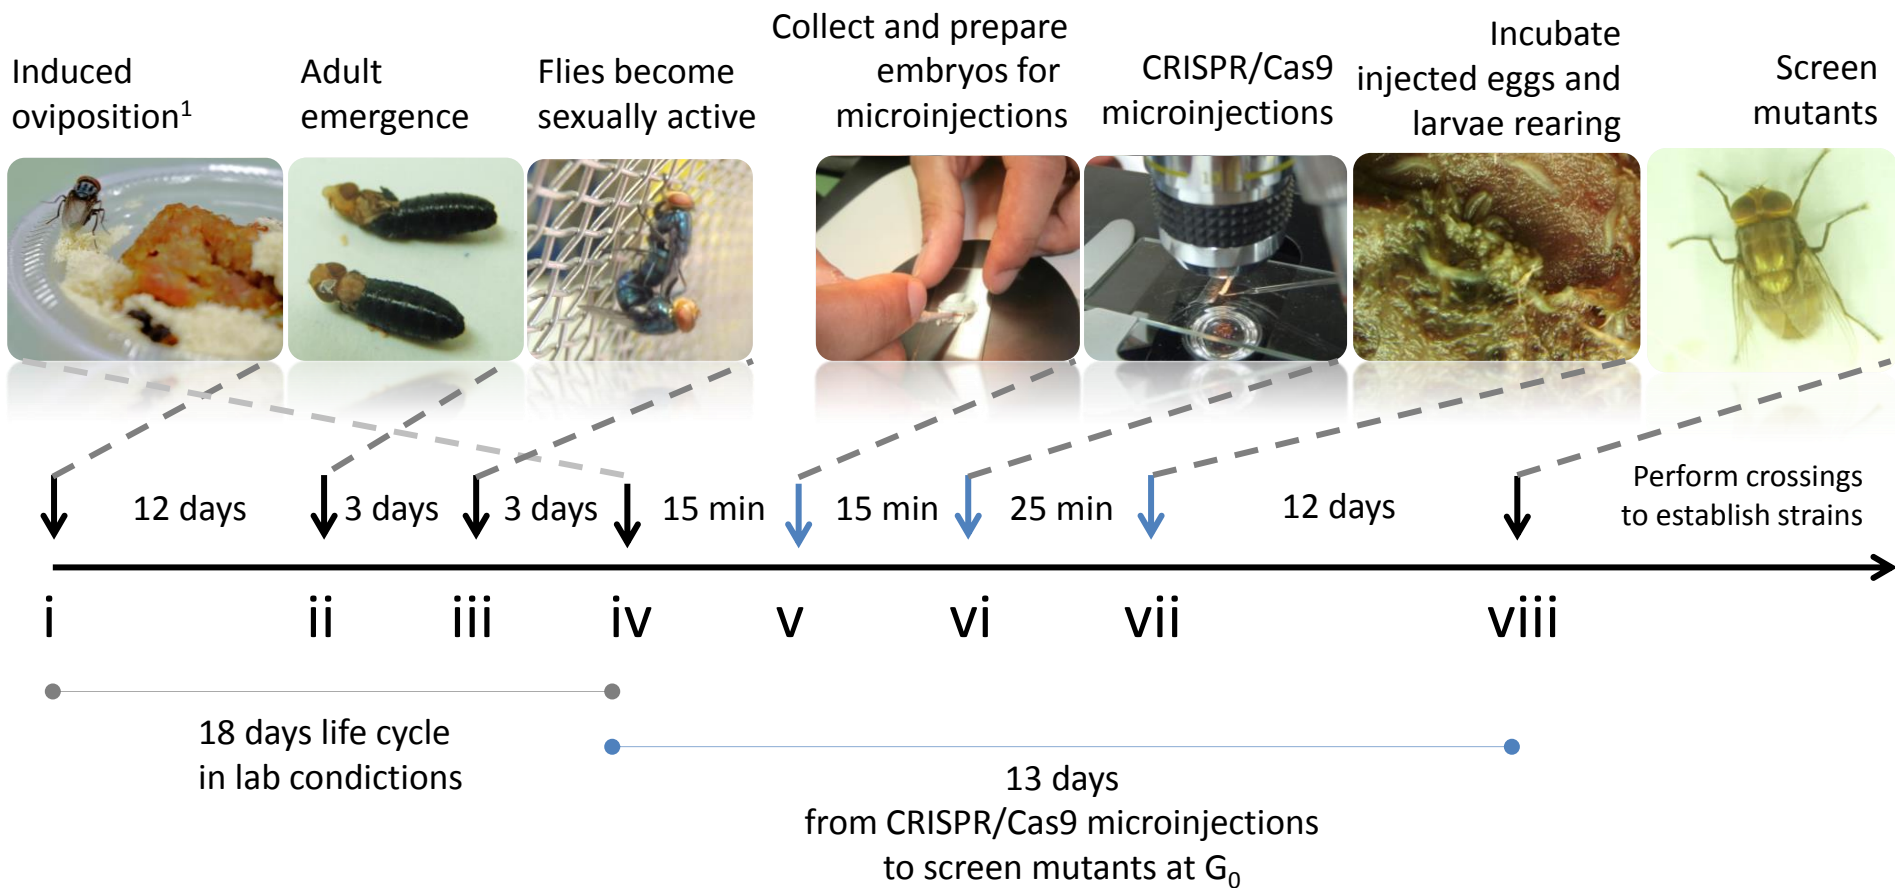 Induced
oviposition¹
Adult
emergence
Flies become
sexually active
Collect and prepare
embryos for
microinjections
CRISPR/Cas9
microinjections
Incubate
injected eggs and
larvae rearing
Screen
mutants
12 days
3 days
3 days
15 min
15 min
25 min
12 days
Perform crossings
to establish strains
i
ii
iii
iv
v
vi
vii
viii
18 days life cycle
in lab condictions
13 days
from CRISPR/Cas9 microinjections
to screen mutants at G₀